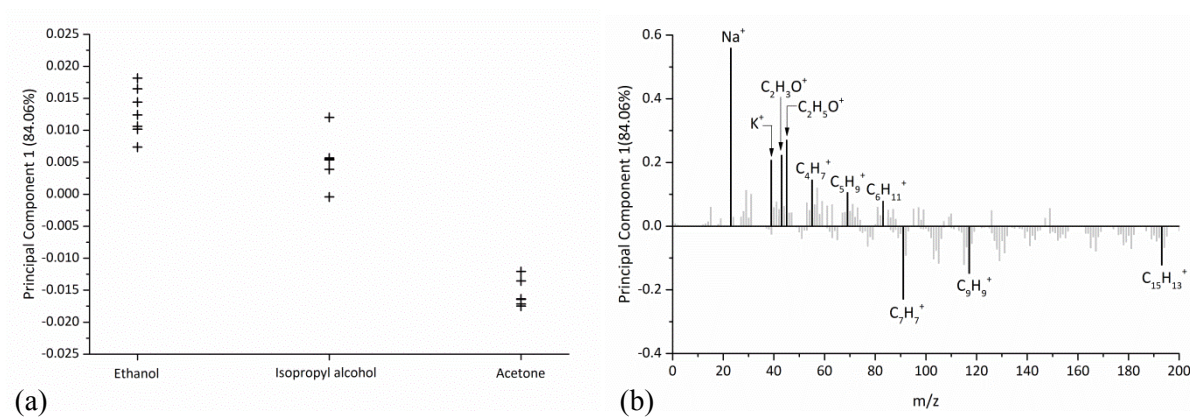 Principal Component 1 (84.06%)
0.025
0.020
0.015
0.010
0.005
0.000
-0.005
-0.010
-0.015
-0.020
-0.025
Ethanol Isopropyl alcohol Acetone
(a)
Principal Component 1(84.06%)
0.6
0.4
0.2
0.0
-0.2
-0.4
Na⁺
C₂H₃O⁺
C₂H₅O⁺
K⁺
C₄H₇⁺
C₅H₉⁺
C₆H₁₁⁺
C₇H₇⁺
C₉H₉⁺
C₁₅H₁₃⁺
0 20 40 60 80 100 120 140 160 180 200
m/z
(b)